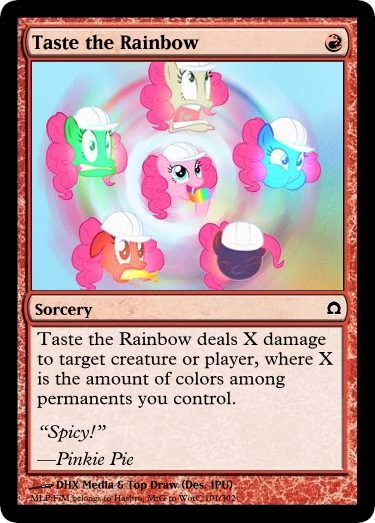 Taste the Rainbow
Sorcery
Taste the Rainbow deals X damage
to target creature or player, where X
is the amount of colors among
permanents you control.
“Spicy!”
—Pinkie Pie
DHX Media & Top Draw (Des. IPU)
MLP:FiM belongs to Hasbro, MtG to WotC. 101/302